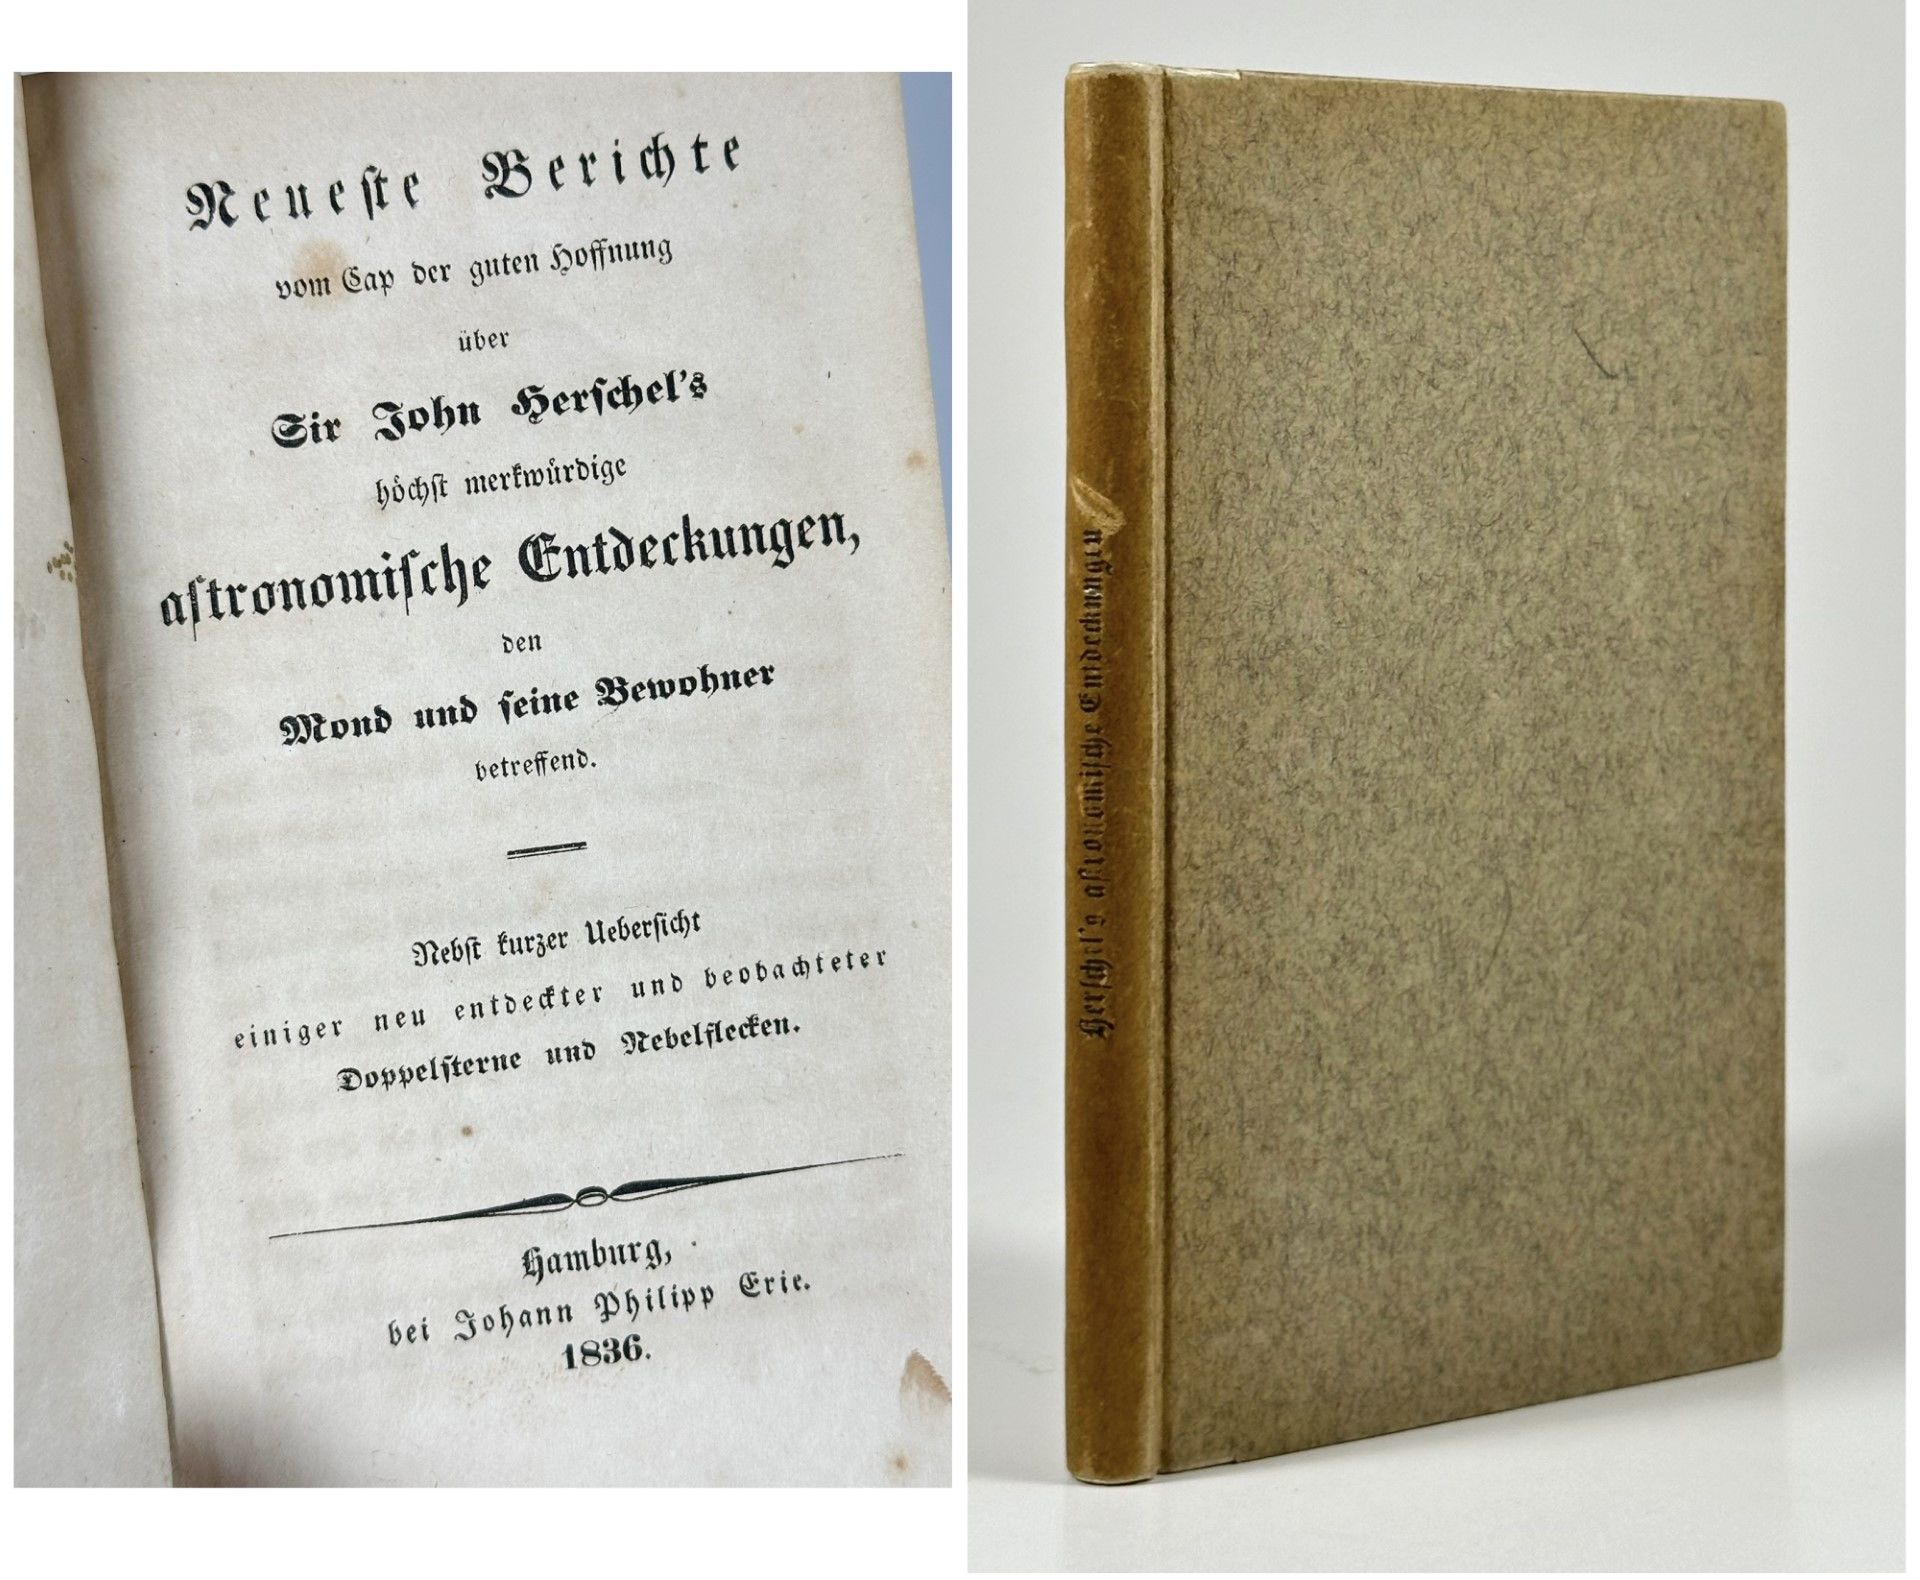 Neueſte Berichte
vom Cap der guten Hoffnung
über
Sir John Herſchel's
höchſt merkwürdige
aſtronomiſche Entdeckungen,
den
Mond und ſeine Bewohner
betreffend.
Nebſt kurzer Ueberſicht
einiger neu entdeckter und beobachteter
Doppelſterne und Nebelflecken.
Hamburg,
bei Johann Philipp Erie.
1836.
Herſchel's aſtronomiſche Entdeckungen